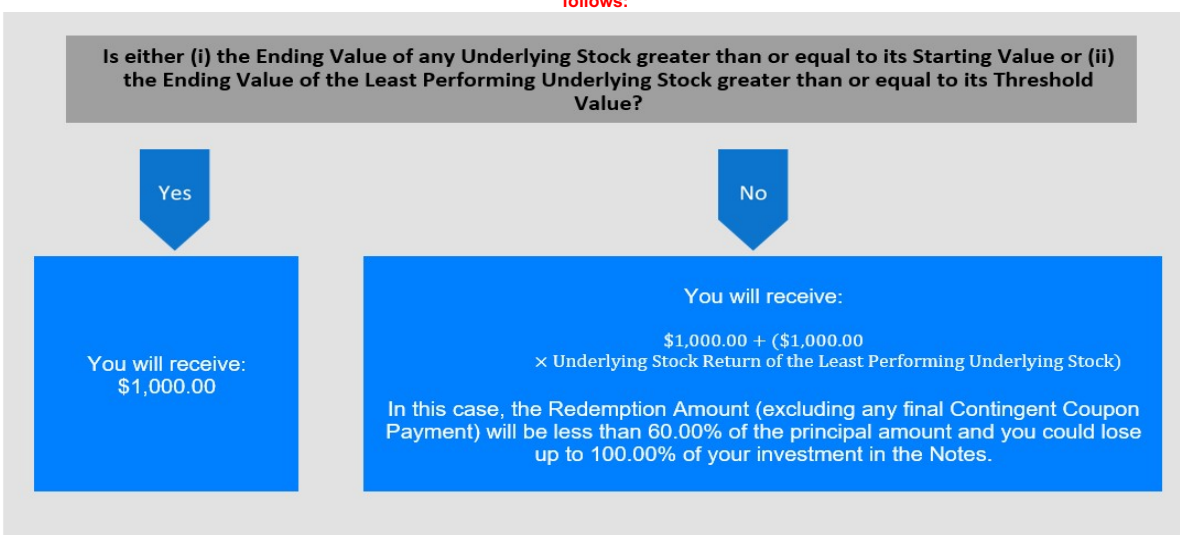 follows:
Is either (i) the Ending Value of any Underlying Stock greater than or equal to its Starting Value or (ii)
the Ending Value of the Least Performing Underlying Stock greater than or equal to its Threshold
Value?
Yes
No
You will receive:
$1,000.00
You will receive:
$1,000.00 + ($1,000.00
× Underlying Stock Return of the Least Performing Underlying Stock)
In this case, the Redemption Amount (excluding any final Contingent Coupon
Payment) will be less than 60.00% of the principal amount and you could lose
up to 100.00% of your investment in the Notes.